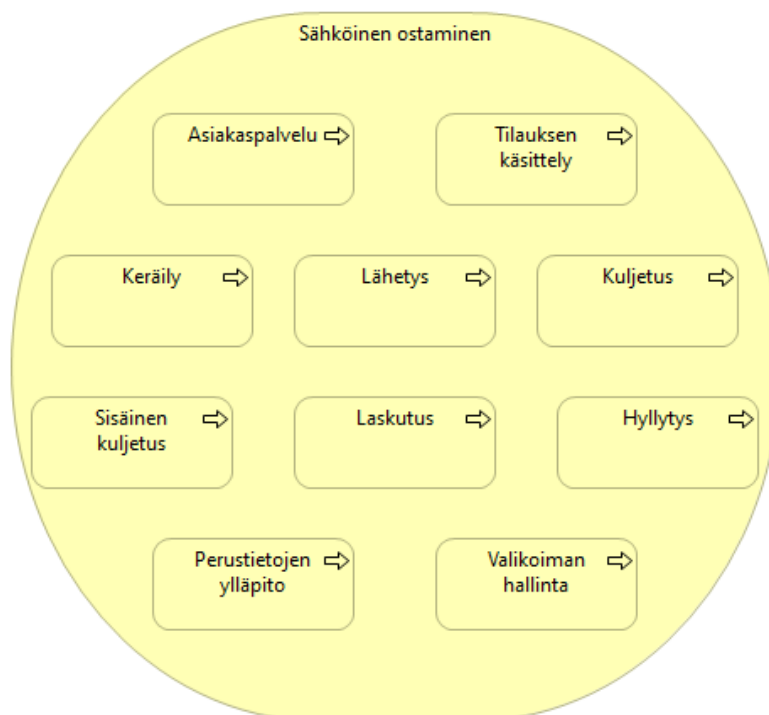 Sähköinen ostaminen
Asiakaspalvelu
Tilauksen
käsittely
Keräily
Lähetys
Kuljetus
Sisäinen
kuljetus
Laskutus
Hyllytys
Perustietojen
ylläpito
Valikoiman
hallinta